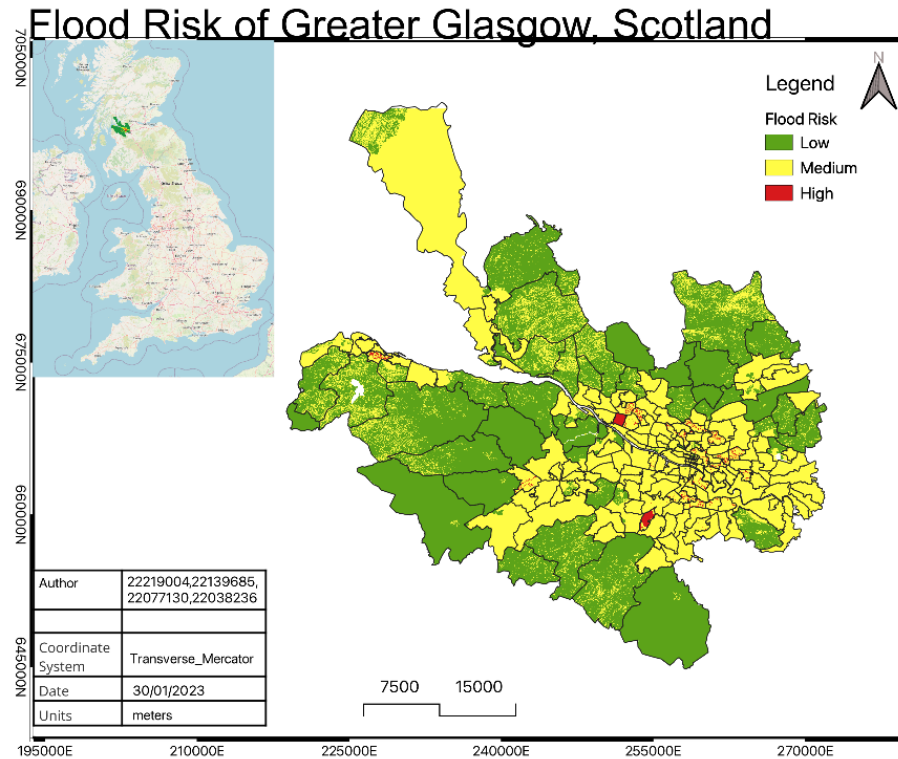 Flood Risk of Greater Glasgow, Scotland
N
Legend
Flood Risk
Low
Medium
High
705000N
690000N
675000N
660000N
645000N
Author 22219004,22139685,
22077130,22038236
Coordinate
System Transverse_Mercator
Date 30/01/2023
Units meters
7500 15000
195000E 210000E 225000E 240000E 255000E 270000E